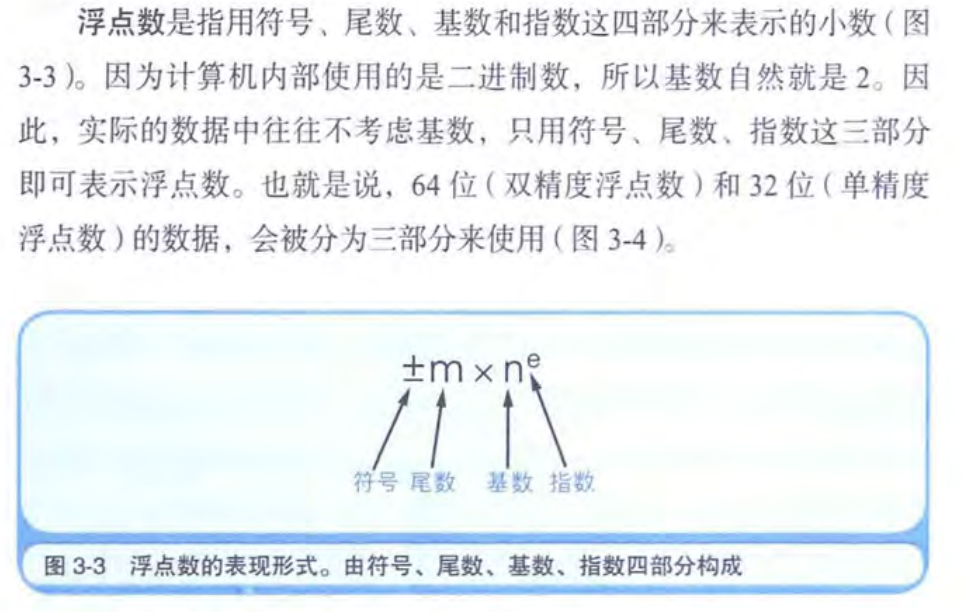 浮点数是指用符号、尾数、基数和指数这四部分来表示的小数（图
3-3）。因为计算机内部使用的是二进制数，所以基数自然就是 2。因
此，实际的数据中往往不考虑基数，只用符号、尾数、指数这三部分
即可表示浮点数。也就是说，64 位（双精度浮点数）和 32 位（单精度
浮点数）的数据，会被分为三部分来使用（图 3-4）。
±m × nᵉ
符号 尾数 基数 指数
图 3-3 浮点数的表现形式。由符号、尾数、基数、指数四部分构成